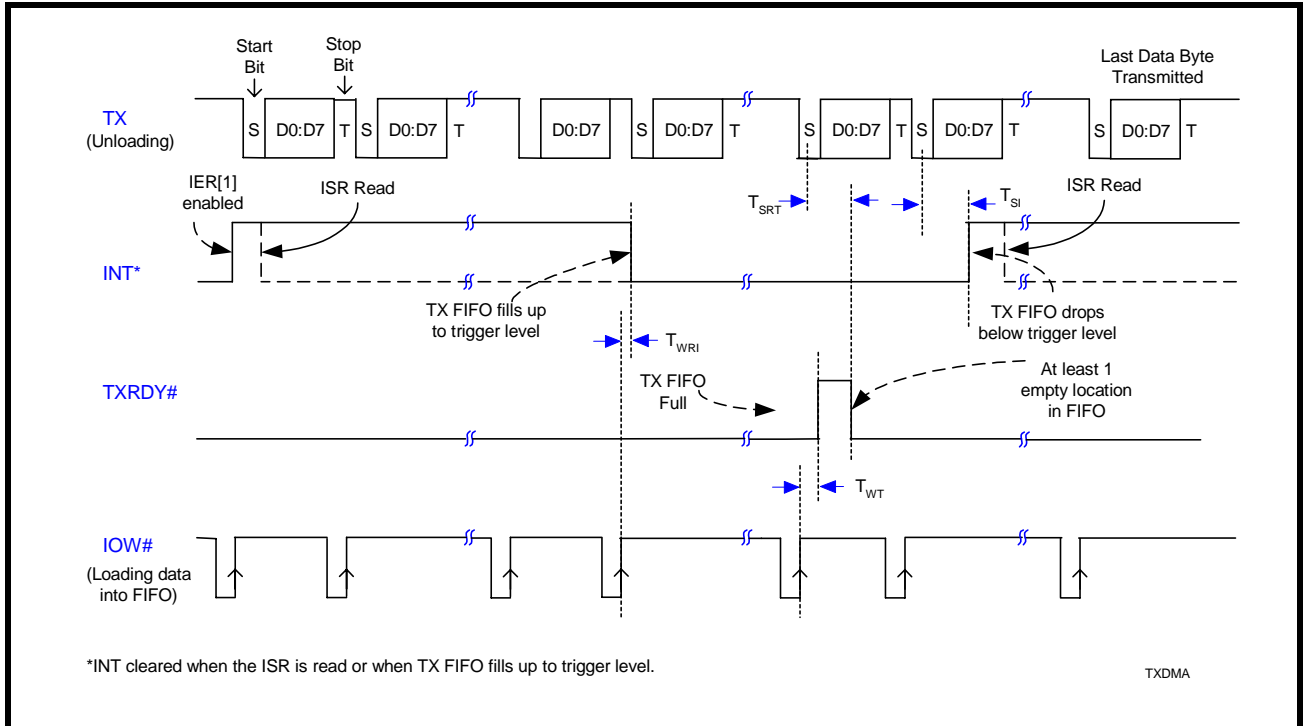 Start
Bit
Stop
Bit
Last Data Byte
Transmitted
TX
(Unloading)
S D0:D7 T S D0:D7 T D0:D7 T S D0:D7 T S D0:D7 T S D0:D7 T S D0:D7 T
IER[1]
enabled
ISR Read
TSRT
TSI
ISR Read
INT*
TX FIFO fills up
to trigger level
TX FIFO drops
below trigger level
TWRI
TXRDY#
TX FIFO
Full
At least 1
empty location
in FIFO
TWT
IOW#
(Loading data
into FIFO)
*INT cleared when the ISR is read or when TX FIFO fills up to trigger level.
TXDMA